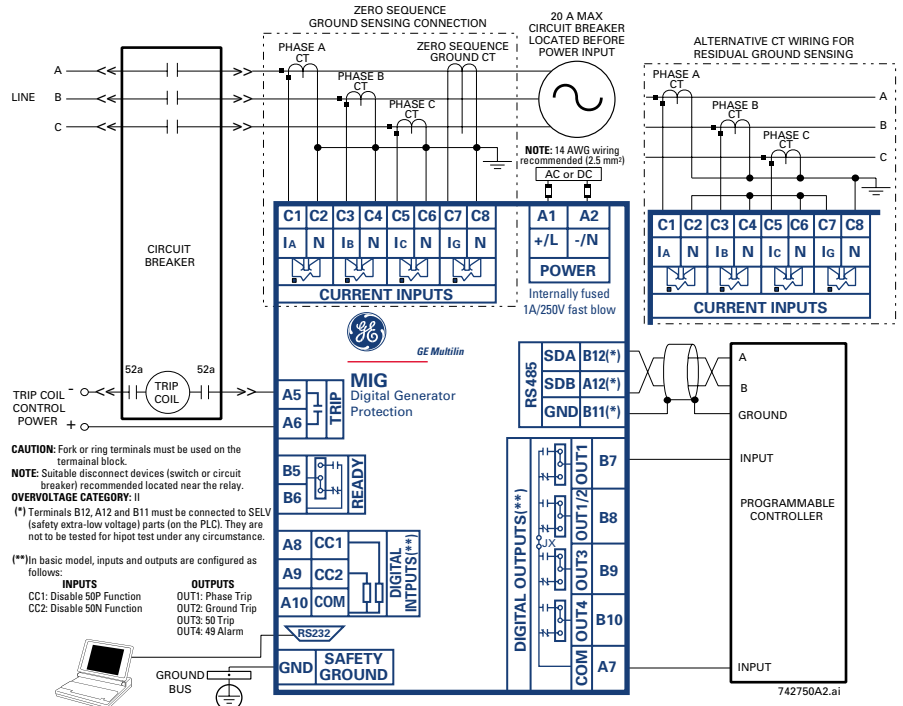 ZERO SEQUENCE
GROUND SENSING CONNECTION
20 A MAX
CIRCUIT BREAKER
LOCATED BEFORE
POWER INPUT
ALTERNATIVE CT WIRING FOR
RESIDUAL GROUND SENSING
PHASE A
CT
PHASE B
CT
PHASE C
CT
ZERO SEQUENCE
GROUND CT
LINE
A
B
C
NOTE: 14 AWG wiring
recommended (2.5 mm²)
AC or DC
PHASE A
CT
PHASE B
CT
PHASE C
CT
A
B
C
CIRCUIT
BREAKER
C1 C2 C3 C4 C5 C6 C7 C8
IA N IB N IC N IG N
CURRENT INPUTS
A1 A2
+/L -/N
POWER
Internally fused
1A/250V fast blow
C1 C2 C3 C4 C5 C6 C7 C8
IA N IB N IC N IG N
CURRENT INPUTS
GE
GE Multilin
MIG
Digital Generator
Protection
52a
TRIP
COIL
52a
TRIP COIL
CONTROL
POWER
-
+
A5
A6
TRIP
B5
B6
READY
A8 CC1
A9 CC2
A10 COM
DIGITAL
INTPUTS(**)
RS232
GND SAFETY
GROUND
RS485
SDA B12(*)
SDB A12(*)
GND B11(*)
DIGITAL OUTPUTS(**)
OUT1 B7
OUT1/2 B8
JX
OUT3 B9
OUT4 B10
COM A7
A
B
GROUND
INPUT
PROGRAMMABLE
CONTROLLER
INPUT
CAUTION: Fork or ring terminals must be used on the
termainal block.
NOTE: Suitable disconnect devices (switch or circuit
breaker) recommended located near the relay.
OVERVOLTAGE CATEGORY: II
(*) Terminals B12, A12 and B11 must be connected to SELV
(safety extra-low voltage) parts (on the PLC). They are
not to be tested for hipot test under any circumstance.
(**)In basic model, inputs and outputs are configured as
follows:
INPUTS
CC1: Disable 50P Function
CC2: Disable 50N Function
OUTPUTS
OUT1: Phase Trip
OUT2: Ground Trip
OUT3: 50 Trip
OUT4: 49 Alarm
GROUND
BUS
742750A2.ai